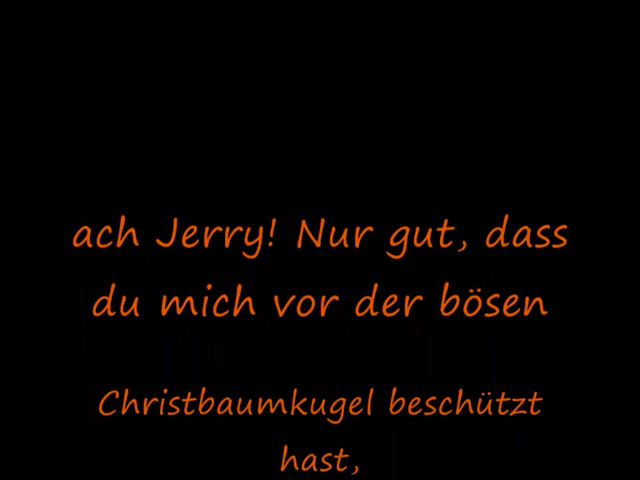 ach Jerry! Nur gut, dass
du mich vor der bösen
Christbaumkugel beschützt
hast,